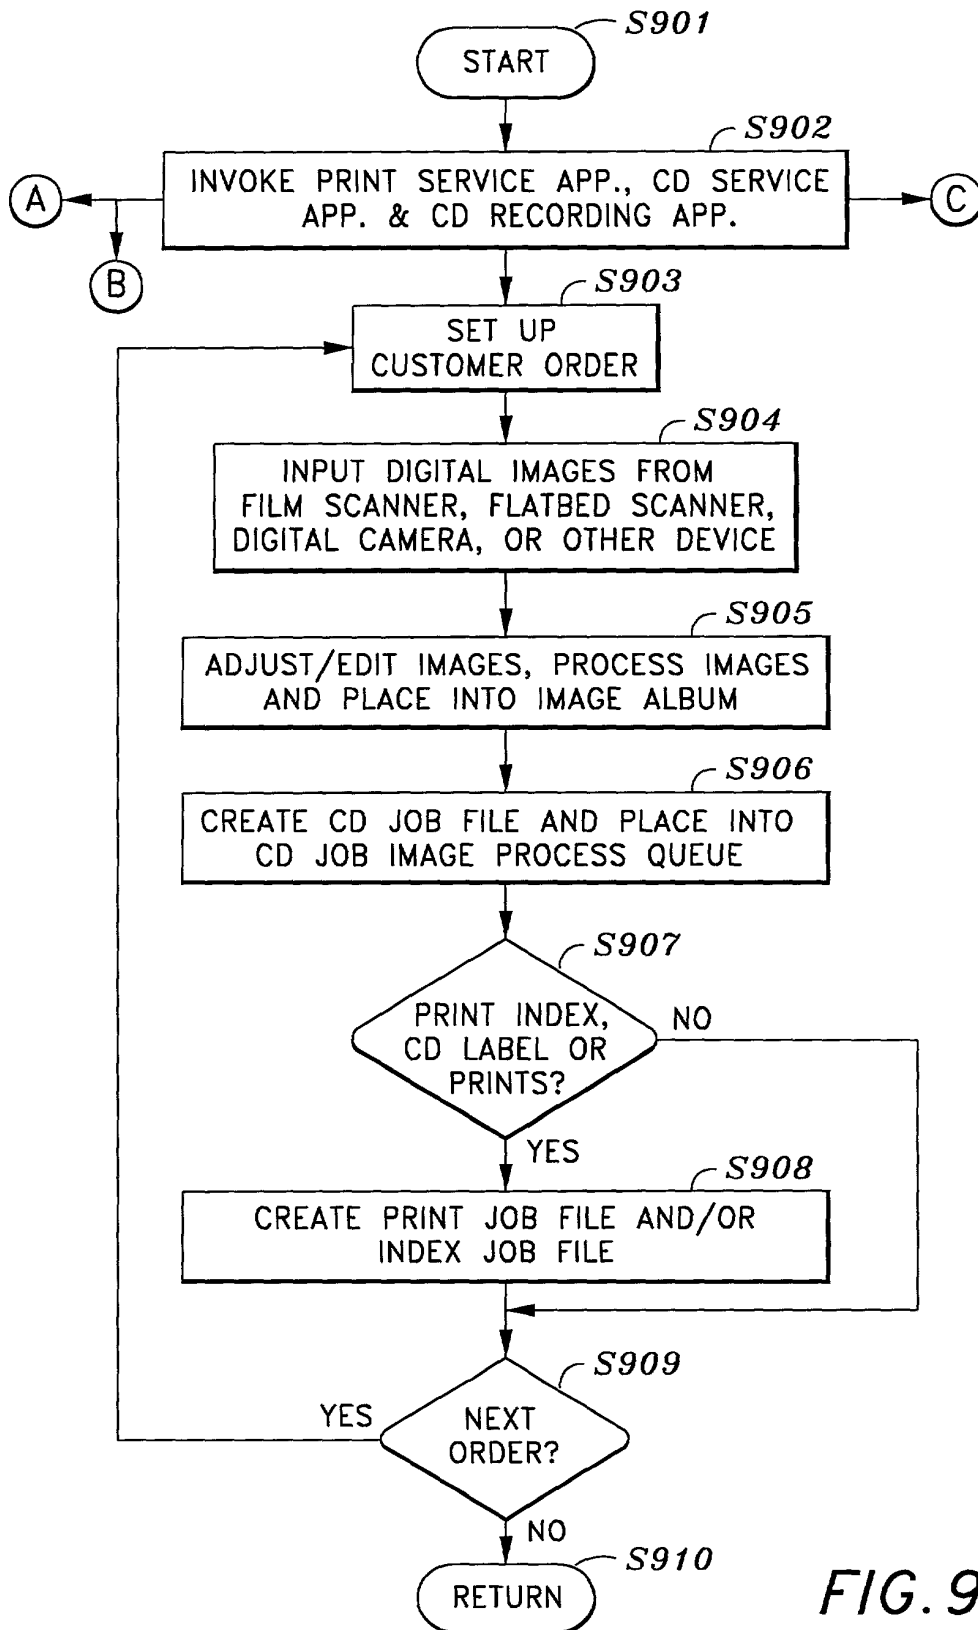 S901
START
S902
INVOKE PRINT SERVICE APP., CD SERVICE
APP. & CD RECORDING APP.
A
C
B
S903
SET UP
CUSTOMER ORDER
S904
INPUT DIGITAL IMAGES FROM
FILM SCANNER, FLATBED SCANNER,
DIGITAL CAMERA, OR OTHER DEVICE
S905
ADJUST/EDIT IMAGES, PROCESS IMAGES
AND PLACE INTO IMAGE ALBUM
S906
CREATE CD JOB FILE AND PLACE INTO
CD JOB IMAGE PROCESS QUEUE
S907
PRINT INDEX,
CD LABEL OR
PRINTS?
NO
YES
S908
CREATE PRINT JOB FILE AND/OR
INDEX JOB FILE
S909
YES
NEXT
ORDER?
NO
S910
RETURN
FIG. 9